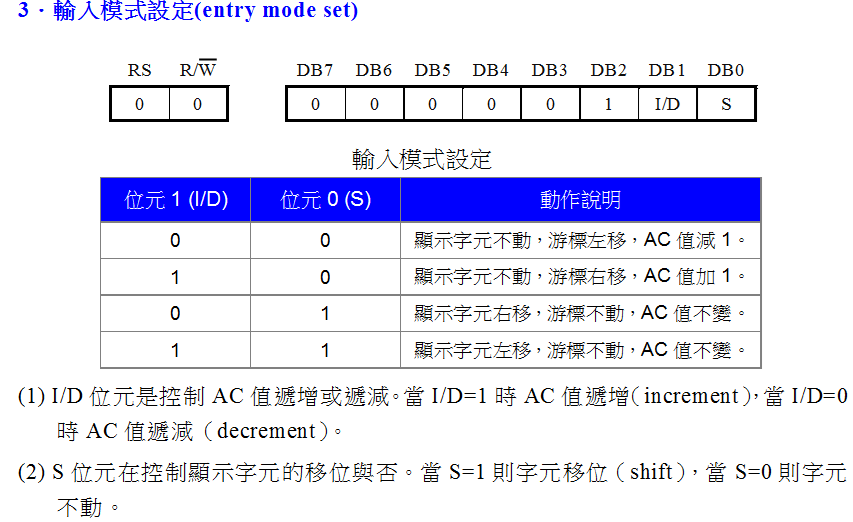 3．輸入模式設定(entry mode set)
RS R/W̅ DB7 DB6 DB5 DB4 DB3 DB2 DB1 DB0
0 0 0 0 0 0 0 1 I/D S
輸入模式設定
位元 1 (I/D) 位元 0 (S) 動作說明
0 0 顯示字元不動，游標左移，AC 值減 1。
1 0 顯示字元不動，游標右移，AC 值加 1。
0 1 顯示字元右移，游標不動，AC 值不變。
1 1 顯示字元左移，游標不動，AC 值不變。
(1) I/D 位元是控制 AC 值遞增或遞減。當 I/D=1 時 AC 值遞增（increment），當 I/D=0
時 AC 值遞減（decrement）。
(2) S 位元在控制顯示字元的移位與否。當 S=1 則字元移位（shift），當 S=0 則字元
不動。